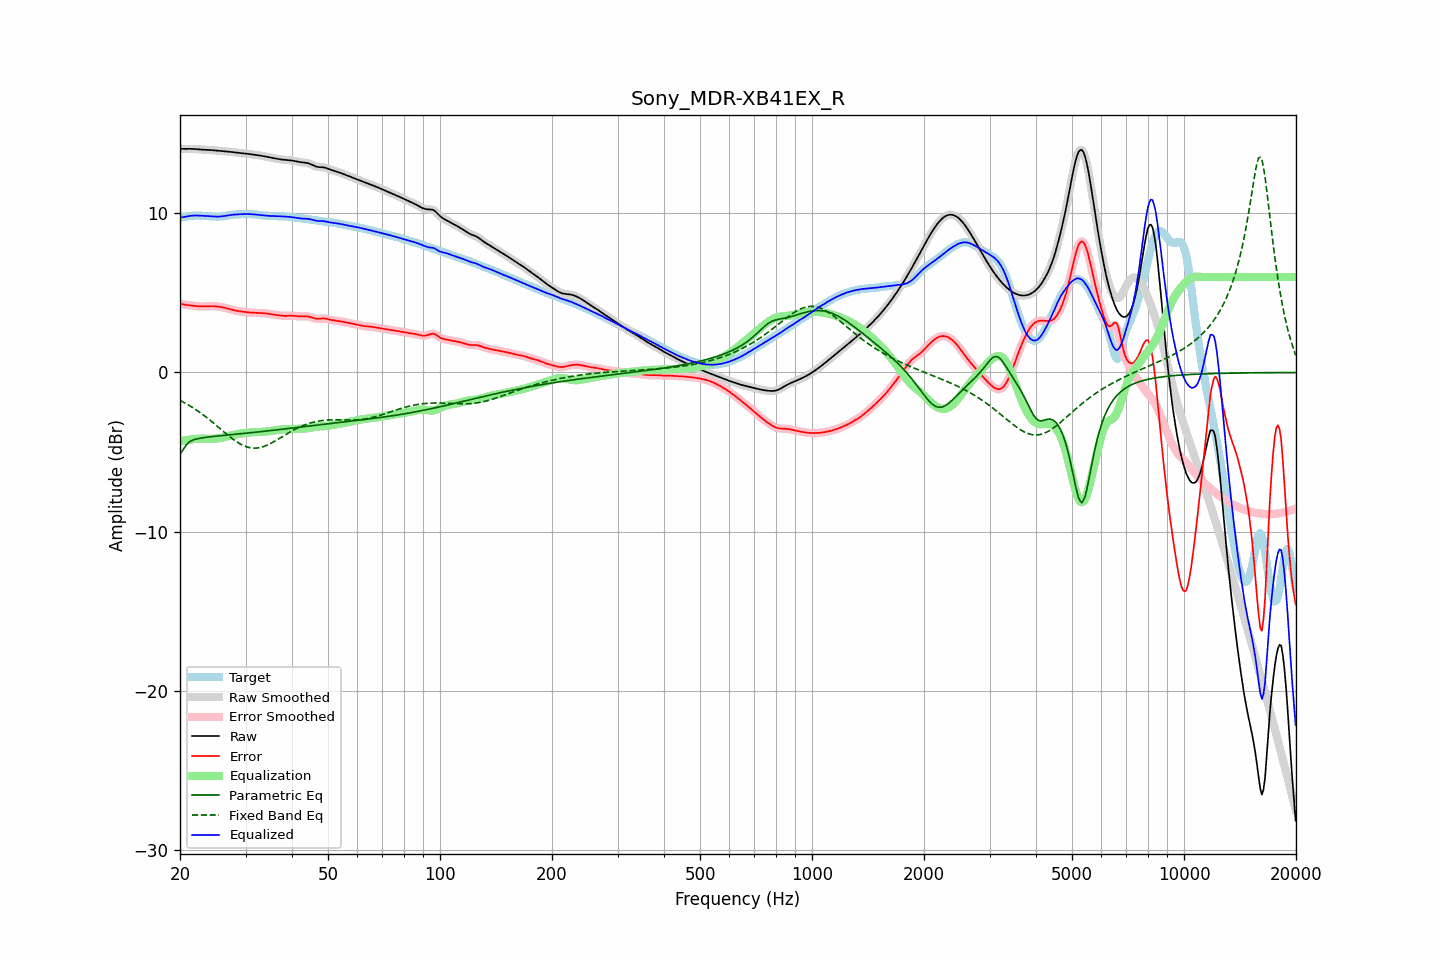 Sony_MDR-XB41EX_R
Amplitude (dBr)
10
0
−10
−20
−30
Target
Raw Smoothed
Error Smoothed
Raw
Error
Equalization
Parametric Eq
Fixed Band Eq
Equalized
20 50 100 200 500 1000 2000 5000 10000 20000
Frequency (Hz)